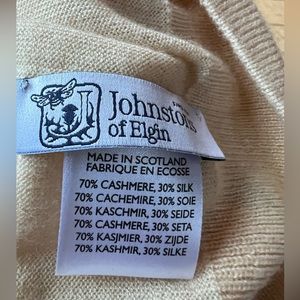 Johnstons
of Elgin
MADE IN SCOTLAND
FABRIQUE EN ECOSSE
70% CASHMERE, 30% SILK
70% CACHEMIRE, 30% SOIE
70% KASCHMIR, 30% SEIDE
70% CASHMERE, 30% SETA
70% KASJMIER, 30% ZIJDE
70% KASHMIR, 30% SILKE